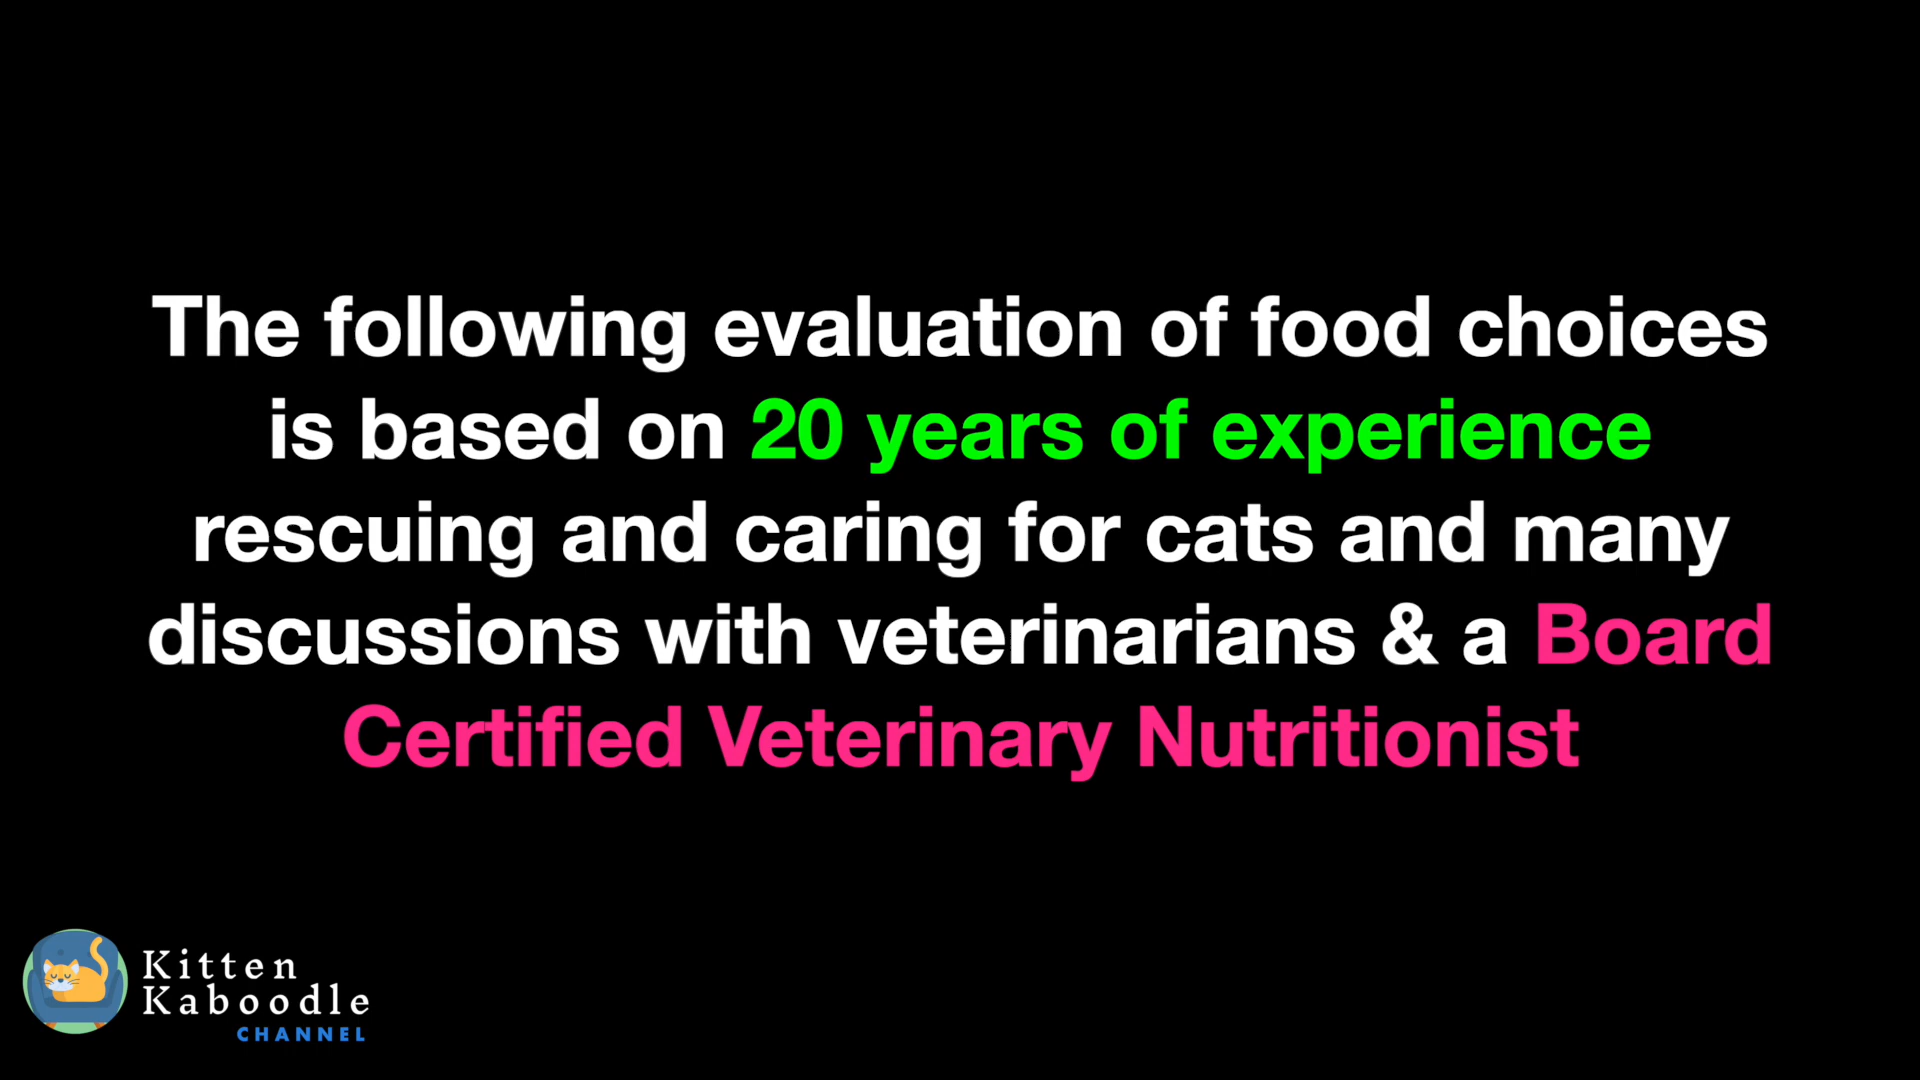 The following evaluation of food choices
is based on 20 years of experience
rescuing and caring for cats and many
discussions with veterinarians & a Board
Certified Veterinary Nutritionist
Kitten
Kaboodle
CHANNEL